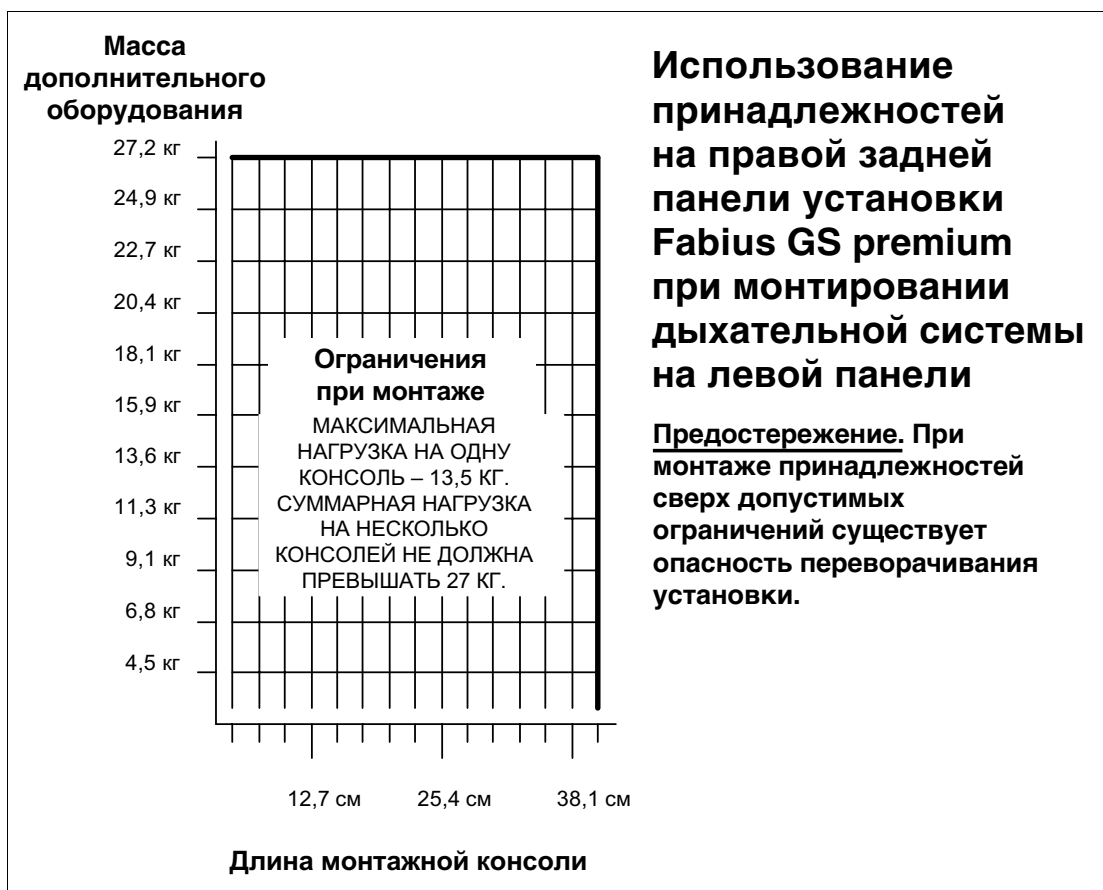 Масса
дополнительного
оборудования
27,2 кг
24,9 кг
22,7 кг
20,4 кг
18,1 кг
15,9 кг
13,6 кг
11,3 кг
9,1 кг
6,8 кг
4,5 кг
Ограничения
при монтаже
МАКСИМАЛЬНАЯ
НАГРУЗКА НА ОДНУ
КОНСОЛЬ – 13,5 КГ.
СУММАРНАЯ НАГРУЗКА
НА НЕСКОЛЬКО
КОНСОЛЕЙ НЕ ДОЛЖНА
ПРЕВЫШАТЬ 27 КГ.
12,7 см
25,4 см
38,1 см
Длина монтажной консоли
Использование
принадлежностей
на правой задней
панели установки
Fabius GS premium
при монтировании
дыхательной системы
на левой панели
Предостережение. При
монтаже принадлежностей
сверх допустимых
ограничений существует
опасность переворачивания
установки.